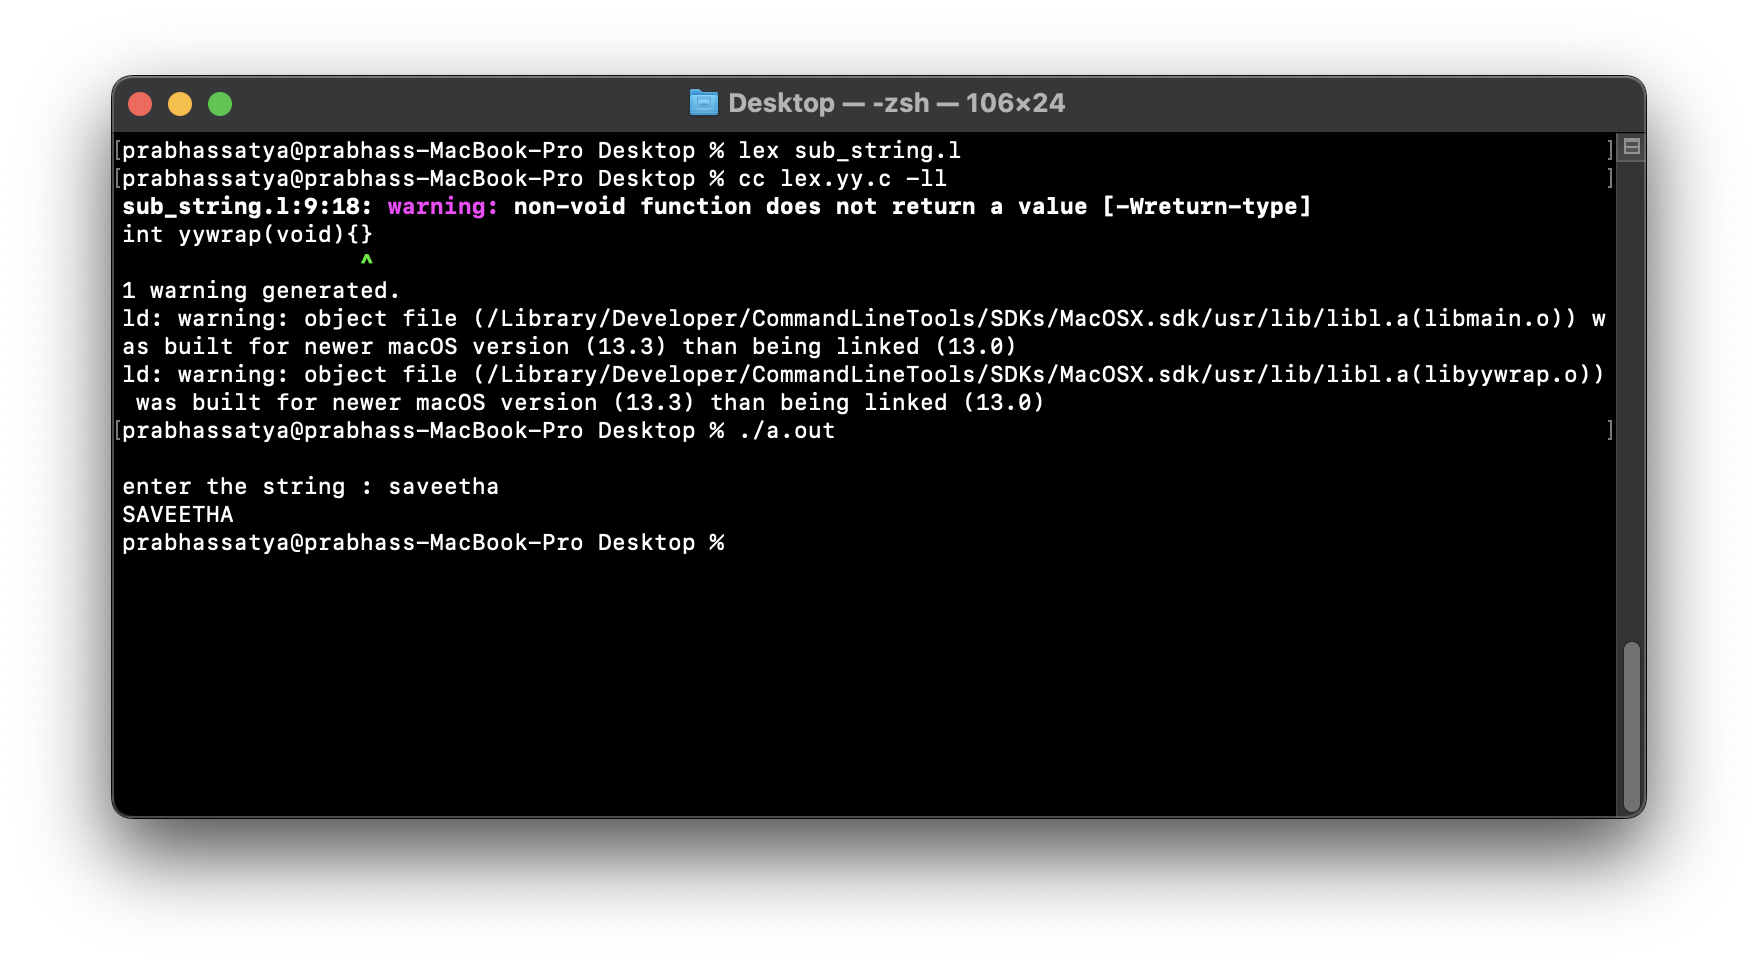 Desktop — -zsh — 106×24
[prabhassatya@prabhass-MacBook-Pro Desktop % lex sub_string.l ]
[prabhassatya@prabhass-MacBook-Pro Desktop % cc lex.yy.c -ll ]
sub_string.l:9:18: warning: non-void function does not return a value [-Wreturn-type]
int yywrap(void){}
^
1 warning generated.
ld: warning: object file (/Library/Developer/CommandLineTools/SDKs/MacOSX.sdk/usr/lib/libl.a(libmain.o)) w
as built for newer macOS version (13.3) than being linked (13.0)
ld: warning: object file (/Library/Developer/CommandLineTools/SDKs/MacOSX.sdk/usr/lib/libl.a(libyywrap.o))
was built for newer macOS version (13.3) than being linked (13.0)
[prabhassatya@prabhass-MacBook-Pro Desktop % ./a.out ]
enter the string : saveetha
SAVEETHA
prabhassatya@prabhass-MacBook-Pro Desktop %